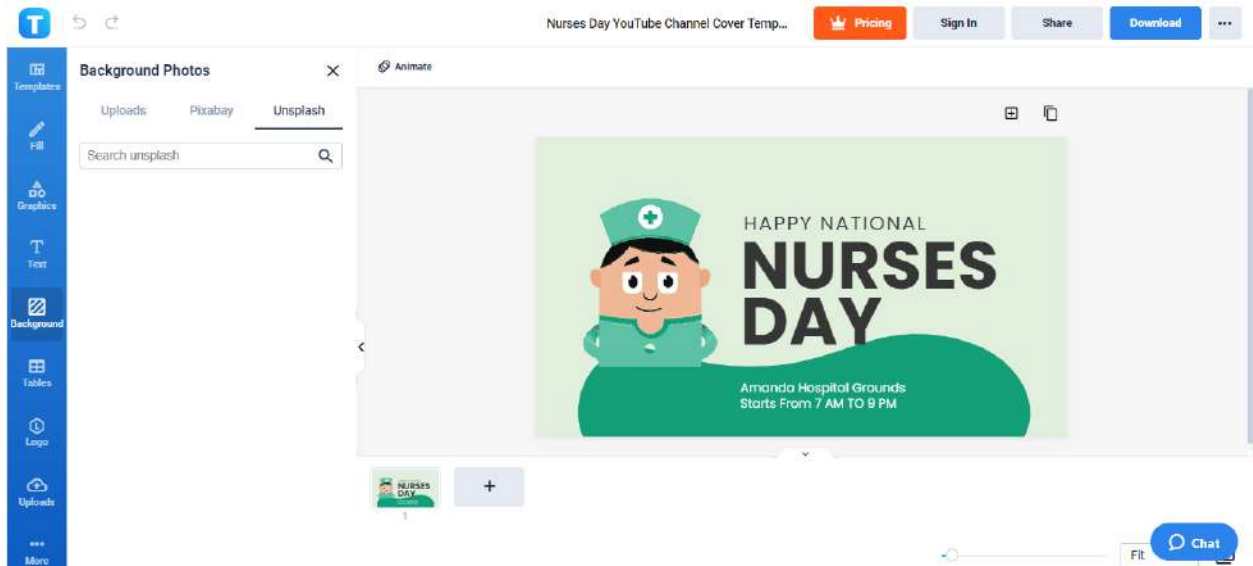 T
Nurses Day YouTube Channel Cover Temp...
Pricing
Sign In
Share
Download
Templates
Fill
Graphics
Text
Background
Tables
Logo
Uploads
More
Background Photos
Uploads Pixabay Unsplash
Search unsplash
Animate
HAPPY NATIONAL
NURSES
DAY
Amanda Hospital Grounds
Starts From 7 AM TO 9 PM
NURSES
DAY
+
1
Fit
Chat